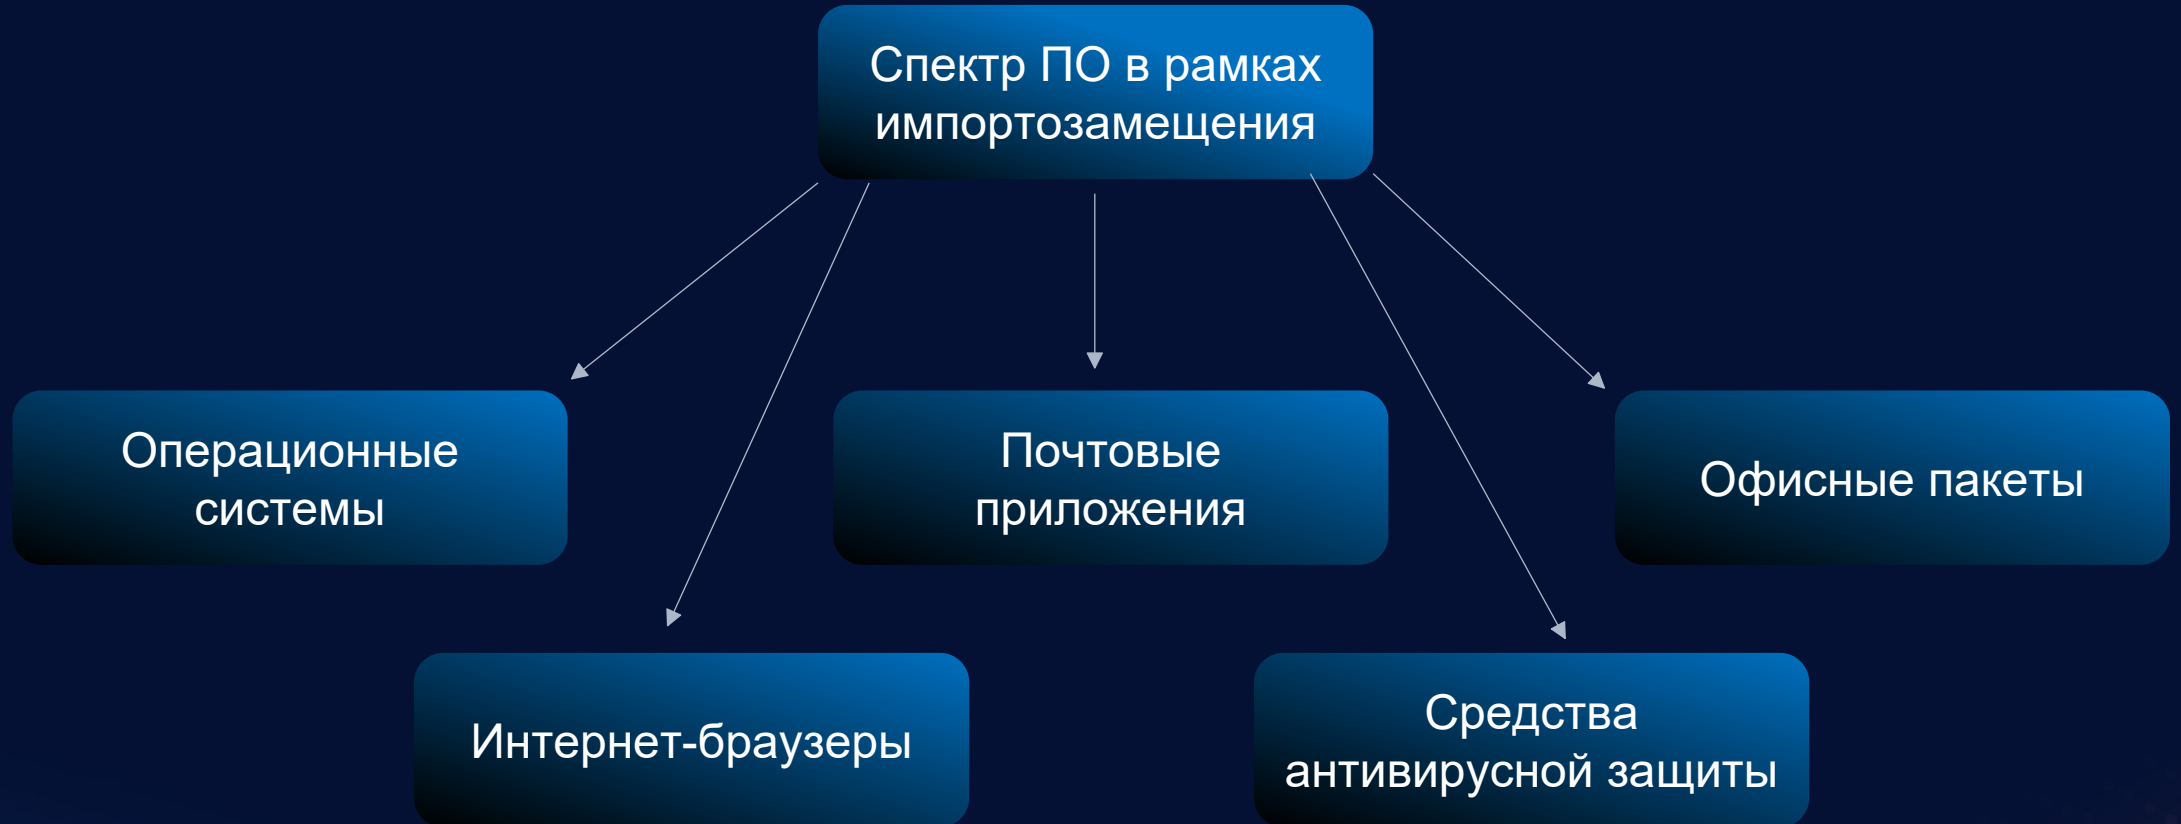 Спектр ПО в рамках
импортозамещения
Операционные
системы
Почтовые
приложения
Офисные пакеты
Интернет-браузеры
Средства
антивирусной защиты